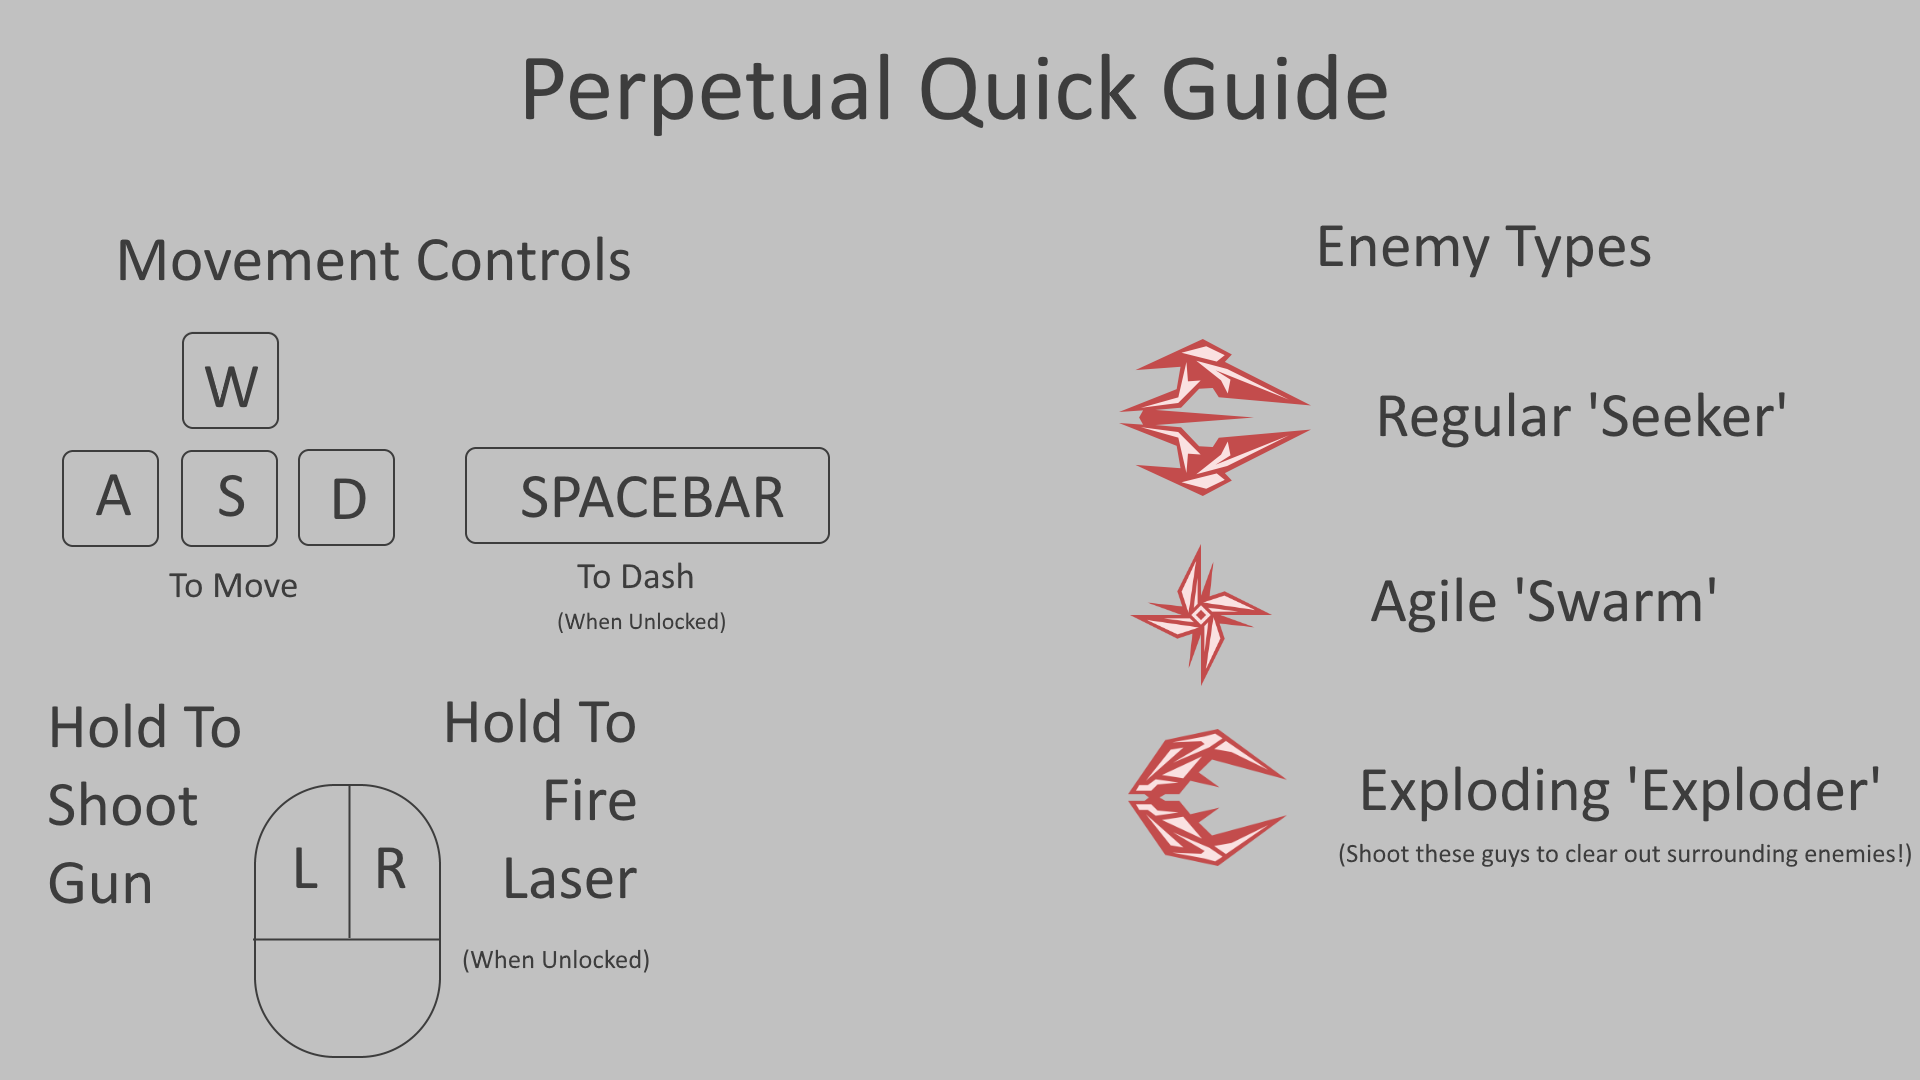 Perpetual Quick Guide
Movement Controls
W
A S D
To Move
SPACEBAR
To Dash
(When Unlocked)
Hold To
Shoot
Gun
L R
Hold To
Fire
Laser
(When Unlocked)
Enemy Types
Regular 'Seeker'
Agile 'Swarm'
Exploding 'Exploder'
(Shoot these guys to clear out surrounding enemies!)